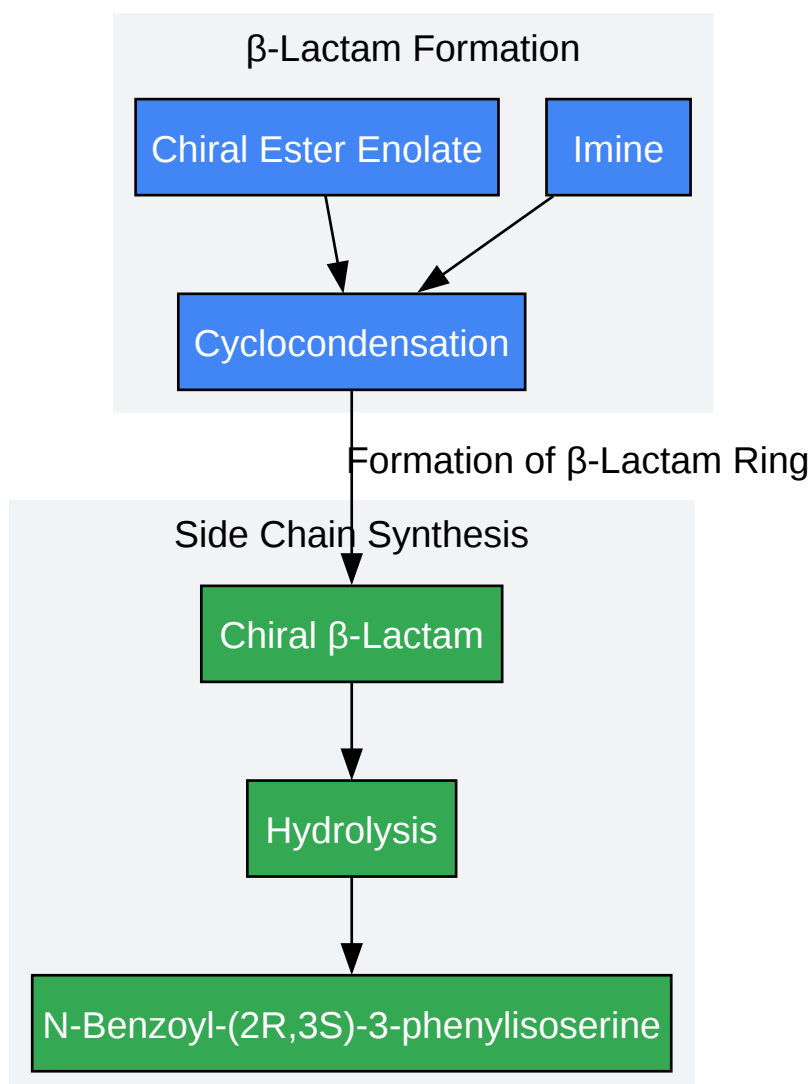 β-Lactam Formation
Chiral Ester Enolate
Imine
Cyclocondensation
Formation of β-Lactam Ring
Side Chain Synthesis
Chiral β-Lactam
Hydrolysis
N-Benzoyl-(2R,3S)-3-phenylisoserine